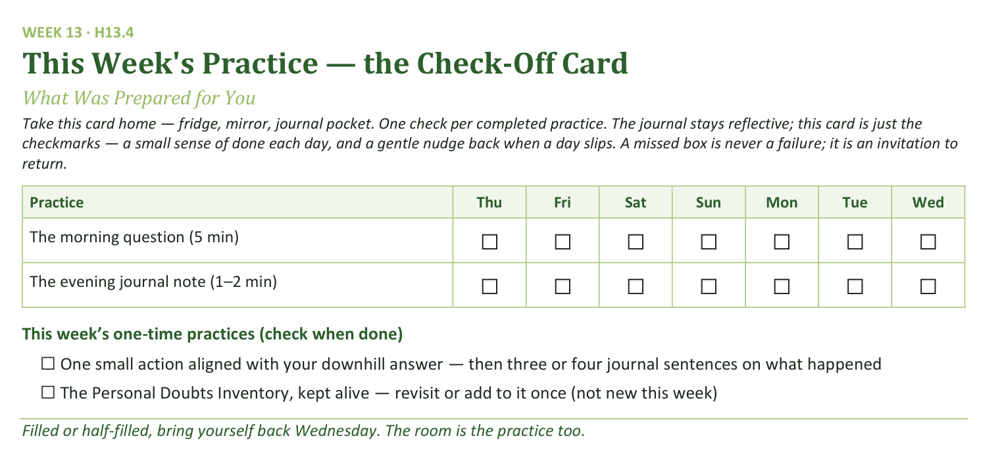 WEEK 13 · H13.4
This Week's Practice — the Check-Off Card
What Was Prepared for You
Take this card home — fridge, mirror, journal pocket. One check per completed practice. The journal stays reflective; this card is just the
checkmarks — a small sense of done each day, and a gentle nudge back when a day slips. A missed box is never a failure; it is an invitation to
return.
Practice Thu Fri Sat Sun Mon Tue Wed
The morning question (5 min) ☐ ☐ ☐ ☐ ☐ ☐ ☐
The evening journal note (1–2 min) ☐ ☐ ☐ ☐ ☐ ☐ ☐
This week’s one-time practices (check when done)
☐ One small action aligned with your downhill answer — then three or four journal sentences on what happened
☐ The Personal Doubts Inventory, kept alive — revisit or add to it once (not new this week)
Filled or half-filled, bring yourself back Wednesday. The room is the practice too.